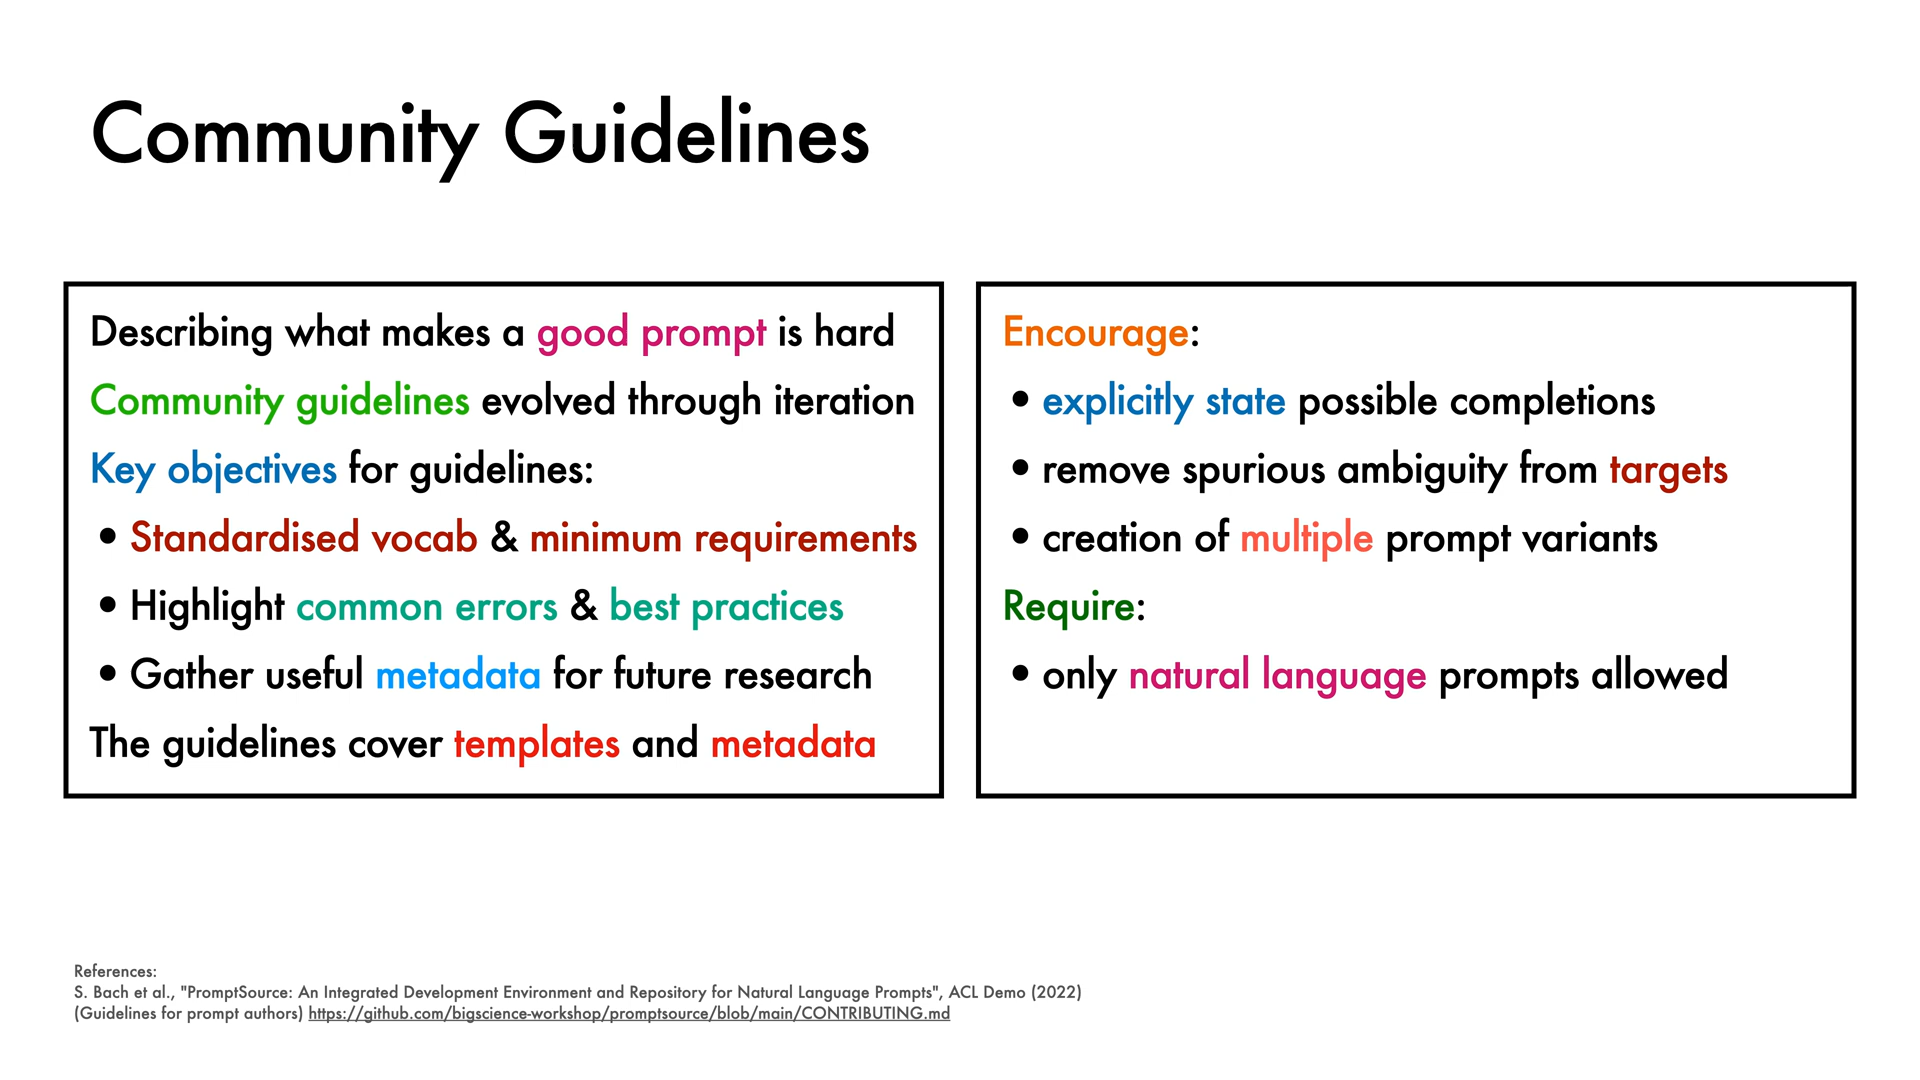 Community Guidelines
Describing what makes a good prompt is hard
Community guidelines evolved through iteration
Key objectives for guidelines:
• Standardised vocab & minimum requirements
• Highlight common errors & best practices
• Gather useful metadata for future research
The guidelines cover templates and metadata
Encourage:
• explicitly state possible completions
• remove spurious ambiguity from targets
• creation of multiple prompt variants
Require:
• only natural language prompts allowed
References:
S. Bach et al., "PromptSource: An Integrated Development Environment and Repository for Natural Language Prompts", ACL Demo (2022)
(Guidelines for prompt authors) https://github.com/bigscience-workshop/promptsource/blob/main/CONTRIBUTING.md